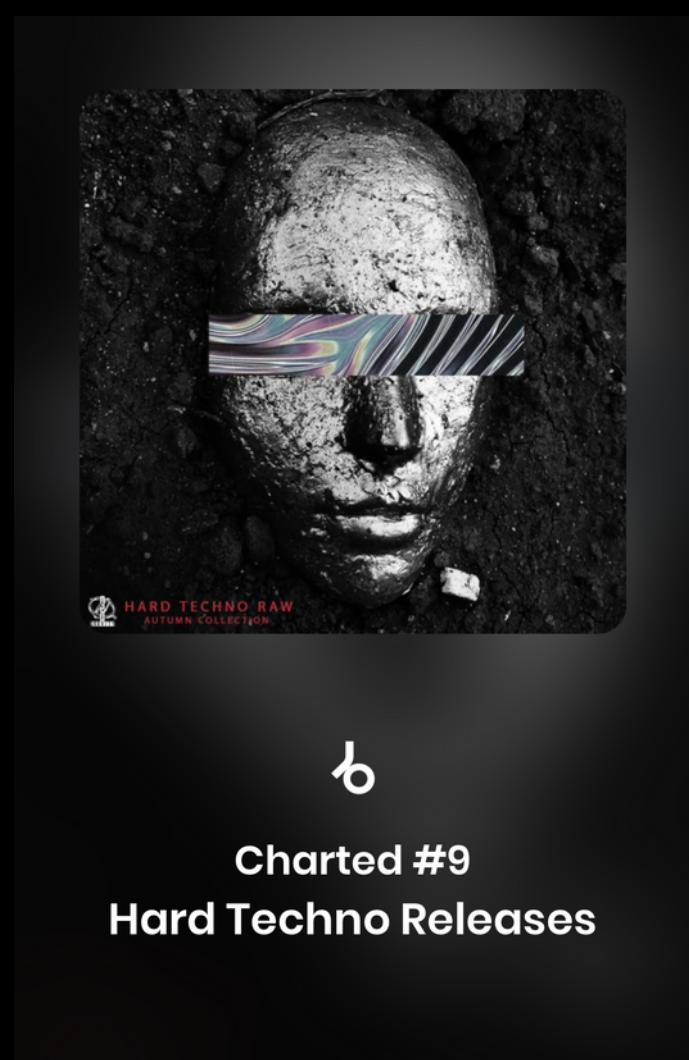 HARD TECHNO RAW
AUTUMN COLLECTION
Charted #9
Hard Techno Releases